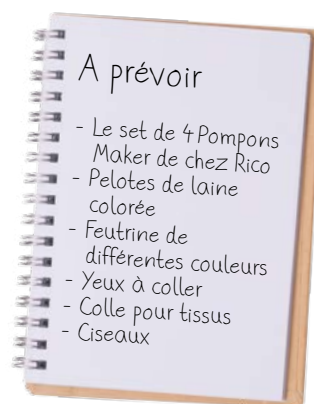 A prévoir
- Le set de 4 Pompons
Maker de chez Rico
- Pelotes de laine
colorée
- Feutrine de
différentes couleurs
- Yeux à coller
- Colle pour tissus
- Ciseaux